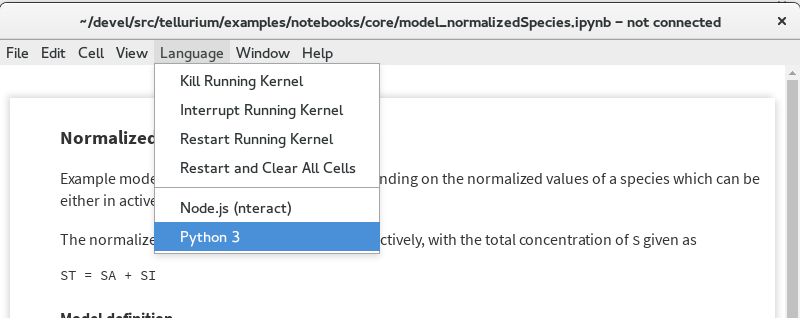 ~/devel/src/tellurium/examples/notebooks/core/model_normalizedSpecies.ipynb – not connected ×
File Edit Cell View Language Window Help
Kill Running Kernel
Interrupt Running Kernel
Normalized Restart Running Kernel
Restart and Clear All Cells
Example mode nding on the normalized values of a species which can be
either in active
Node.js (nteract)
Python 3
The normalize ctively, with the total concentration of S given as
ST = SA + SI
Model definition